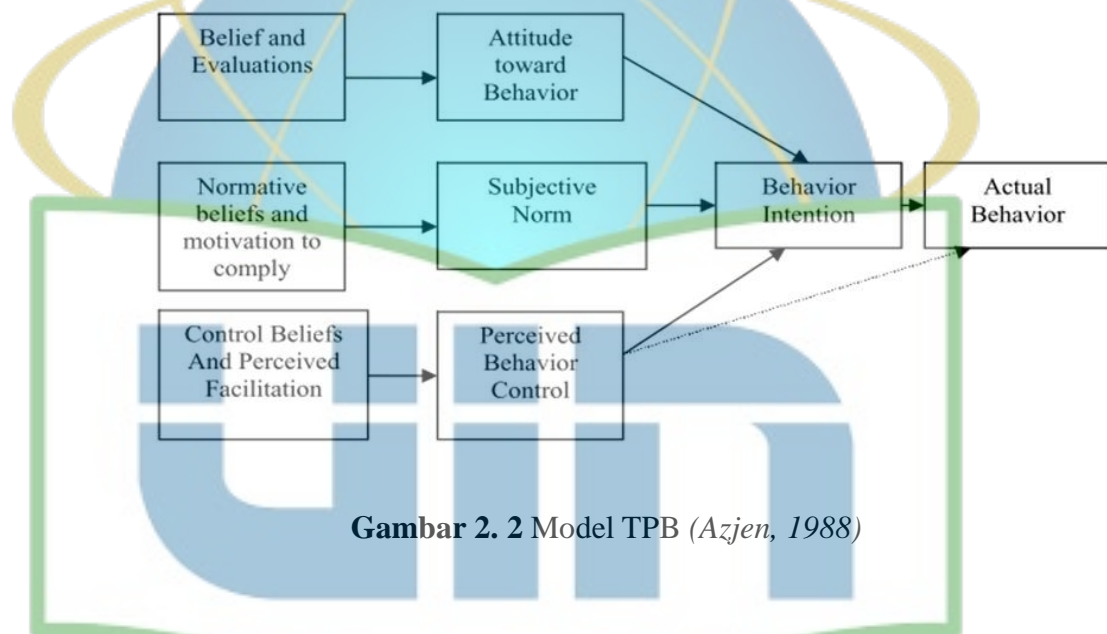 Belief and
Evaluations
Attitude
toward
Behavior
Normative
beliefs and
motivation to
comply
Subjective
Norm
Behavior
Intention
Actual
Behavior
Control Beliefs
And Perceived
Facilitation
Perceived
Behavior
Control
uin
Gambar 2. 2 Model TPB (Azjen, 1988)